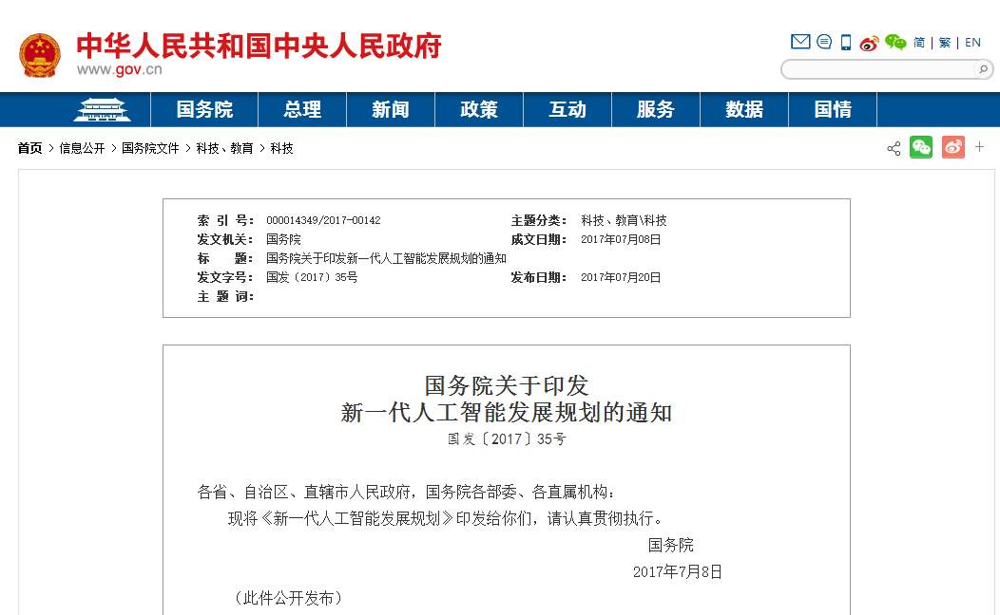 中华人民共和国中央人民政府
www.gov.cn
简 | 繁 | EN
国务院 总理 新闻 政策 互动 服务 数据 国情
首页 > 信息公开 > 国务院文件 > 科技、教育 > 科技
索 引 号： 000014349/2017-00142 主题分类： 科技、教育\科技
发文机关： 国务院 成文日期： 2017年07月08日
标 题： 国务院关于印发新一代人工智能发展规划的通知
发文字号： 国发〔2017〕35号 发布日期： 2017年07月20日
主 题 词：
国务院关于印发
新一代人工智能发展规划的通知
国发〔2017〕35号
各省、自治区、直辖市人民政府，国务院各部委、各直属机构：
现将《新一代人工智能发展规划》印发给你们，请认真贯彻执行。
国务院
2017年7月8日
（此件公开发布）